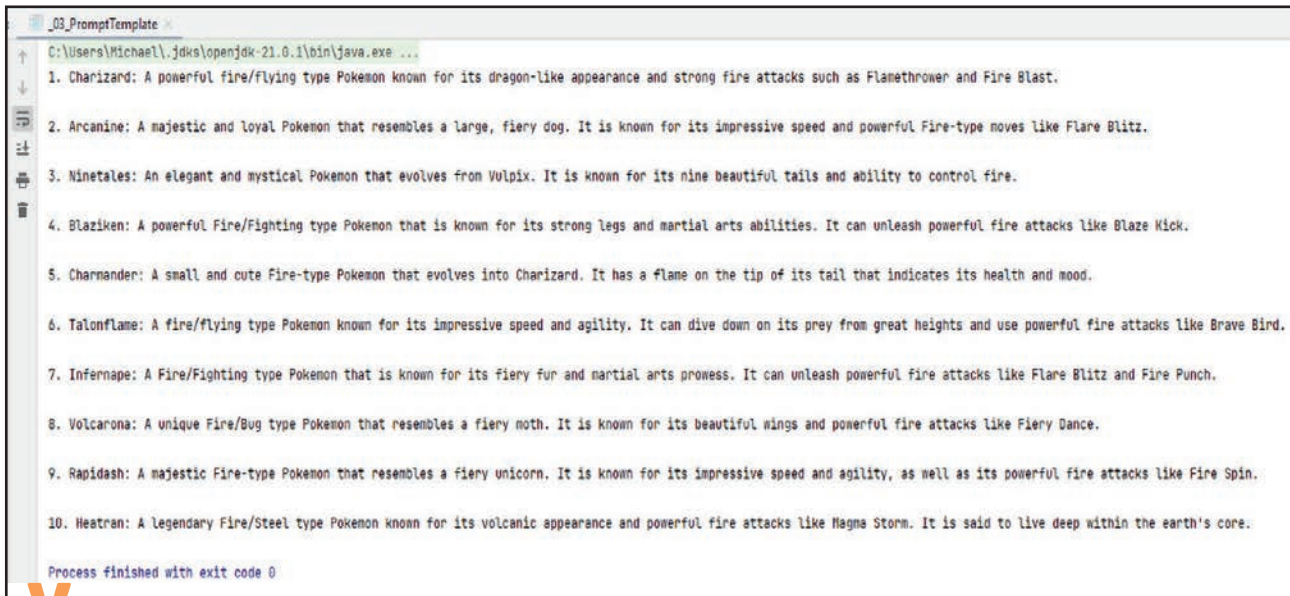 _03_PromptTemplate
C:\Users\Michael\.jdks\openjdk-21.0.1\bin\java.exe ...
1. Charizard: A powerful fire/flying type Pokemon known for its dragon-like appearance and strong fire attacks such as Flamethrower and Fire Blast.
2. Arcanine: A majestic and loyal Pokemon that resembles a large, fiery dog. It is known for its impressive speed and powerful Fire-type moves like Flare Blitz.
3. Ninetales: An elegant and mystical Pokemon that evolves from Vulpix. It is known for its nine beautiful tails and ability to control fire.
4. Blaziken: A powerful Fire/Fighting type Pokemon that is known for its strong legs and martial arts abilities. It can unleash powerful fire attacks like Blaze Kick.
5. Charmander: A small and cute Fire-type Pokemon that evolves into Charizard. It has a flame on the tip of its tail that indicates its health and mood.
6. Talonflame: A fire/flying type Pokemon known for its impressive speed and agility. It can dive down on its prey from great heights and use powerful fire attacks like Brave Bird.
7. Infernape: A Fire/Fighting type Pokemon that is known for its fiery fur and martial arts prowess. It can unleash powerful fire attacks like Flare Blitz and Fire Punch.
8. Volcarona: A unique Fire/Bug type Pokemon that resembles a fiery moth. It is known for its beautiful wings and powerful fire attacks like Fiery Dance.
9. Rapidash: A majestic Fire-type Pokemon that resembles a fiery unicorn. It is known for its impressive speed and agility, as well as its powerful fire attacks like Fire Spin.
10. Heatran: A legendary Fire/Steel type Pokemon known for its volcanic appearance and powerful fire attacks like Magma Storm. It is said to live deep within the earth's core.
Process finished with exit code 0